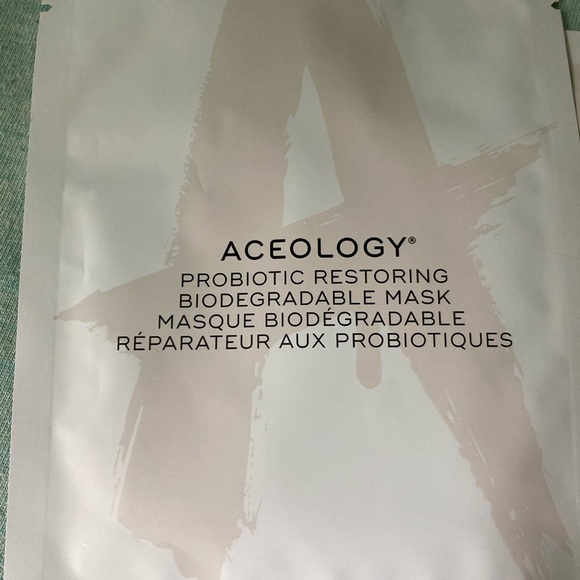 ACEOLOGY®
PROBIOTIC RESTORING
BIODEGRADABLE MASK
MASQUE BIODÉGRADABLE
RÉPARATEUR AUX PROBIOTIQUES